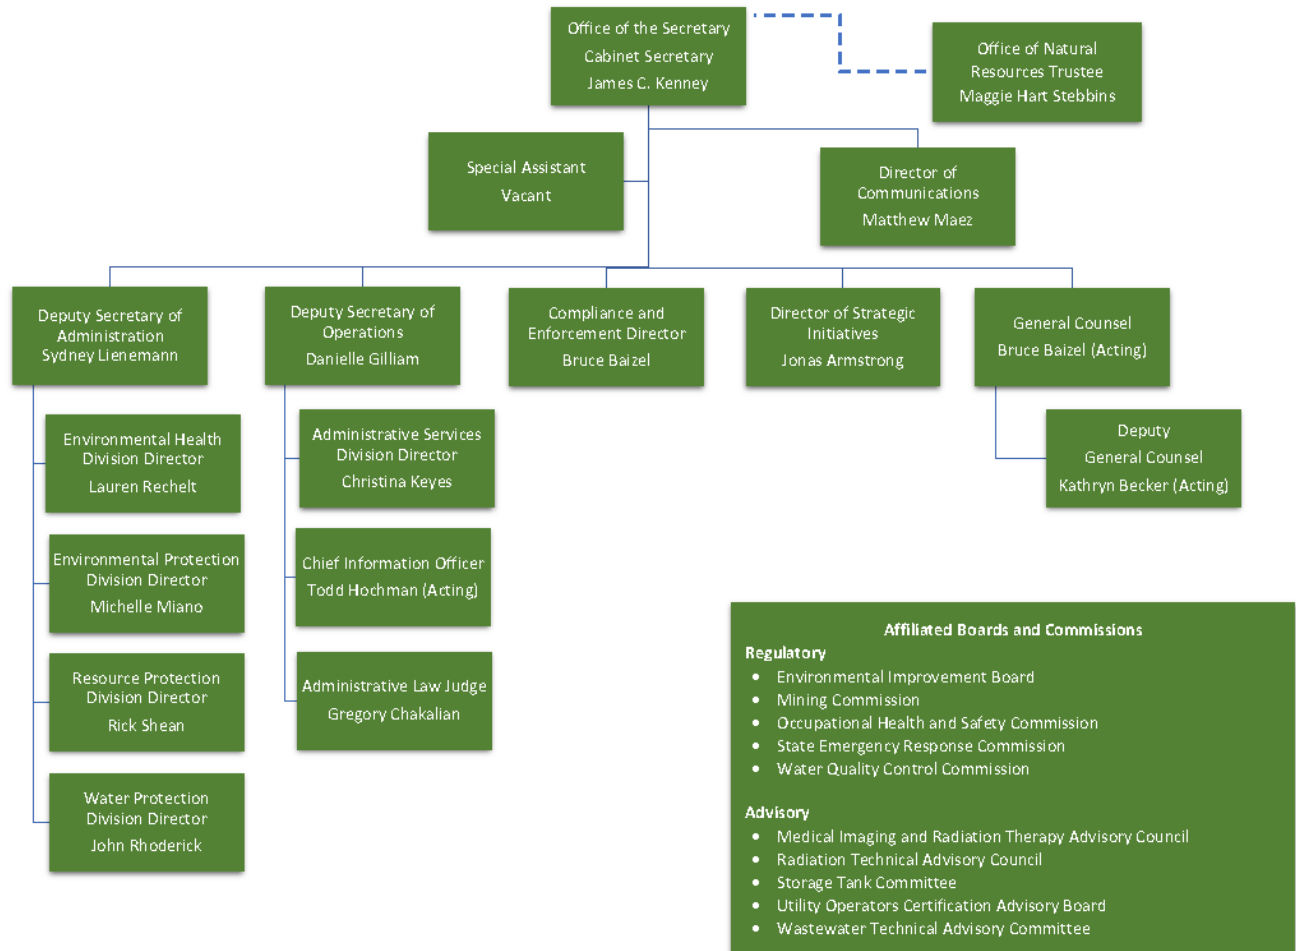 Office of the Secretary
Cabinet Secretary
James C. Kenney
Office of Natural
Resources Trustee
Maggie Hart Stebbins
Special Assistant
Vacant
Director of
Communications
Matthew Maez
Deputy Secretary of
Administration
Sydney Lienemann
Deputy Secretary of
Operations
Danielle Gilliam
Compliance and
Enforcement Director
Bruce Baizel
Director of Strategic
Initiatives
Jonas Armstrong
General Counsel
Bruce Baizel (Acting)
Deputy
General Counsel
Kathryn Becker (Acting)
Environmental Health
Division Director
Lauren Rechelt
Environmental Protection
Division Director
Michelle Miano
Resource Protection
Division Director
Rick Shean
Water Protection
Division Director
John Rhoderick
Administrative Services
Division Director
Christina Keyes
Chief Information Officer
Todd Hochman (Acting)
Administrative Law Judge
Gregory Chakalian
Affiliated Boards and Commissions
Regulatory
• Environmental Improvement Board
• Mining Commission
• Occupational Health and Safety Commission
• State Emergency Response Commission
• Water Quality Control Commission
Advisory
• Medical Imaging and Radiation Therapy Advisory Council
• Radiation Technical Advisory Council
• Storage Tank Committee
• Utility Operators Certification Advisory Board
• Wastewater Technical Advisory Committee